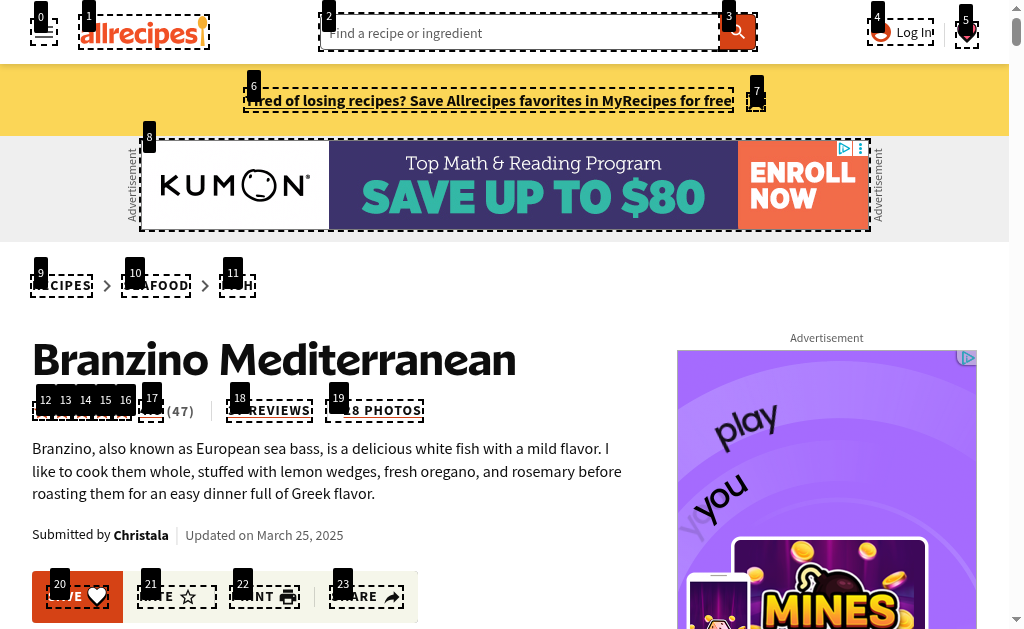 0
1
2
3
4
5
allrecipes
Find a recipe or ingredient
Log In
6
7
Tired of losing recipes? Save Allrecipes favorites in MyRecipes for free
8
Advertisement
KUMON
Top Math & Reading Program
SAVE UP TO $80
ENROLL
NOW
Advertisement
9
10
11
RECIPES
SEAFOOD
Advertisement
Branzino Mediterranean
12
13
14
15
16
17
18
19
(47)
REVIEWS
28 PHOTOS
Branzino, also known as European sea bass, is a delicious white fish with a mild flavor. I
like to cook them whole, stuffed with lemon wedges, fresh oregano, and rosemary before
roasting them for an easy dinner full of Greek flavor.
Submitted by Christala
Updated on March 25, 2025
20
21
22
23
SAVE
RATE
PRINT
SHARE
play
you
MINES